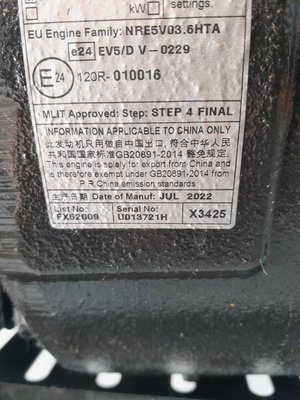 settings.
kW
EU Engine Family: NRE5V03.6HTA
e24 EV5/D V-0229
E24 120R-010016
MLIT Approved: Step: STEP 4 FINAL
INFORMATION APPLICABLE TO CHINA ONLY
此发动机只用做自中国出口, 符合中华人民
共和国国家标准GB20891-2014 豁免规定.
This engine is solely for export from China and
is therefore exempt under GB20891-2014 from
P.R.China emission standards.
生产日期 Date of Manuf: JUL 2022
List No: Serial No:
FX52009 U013721H X3425